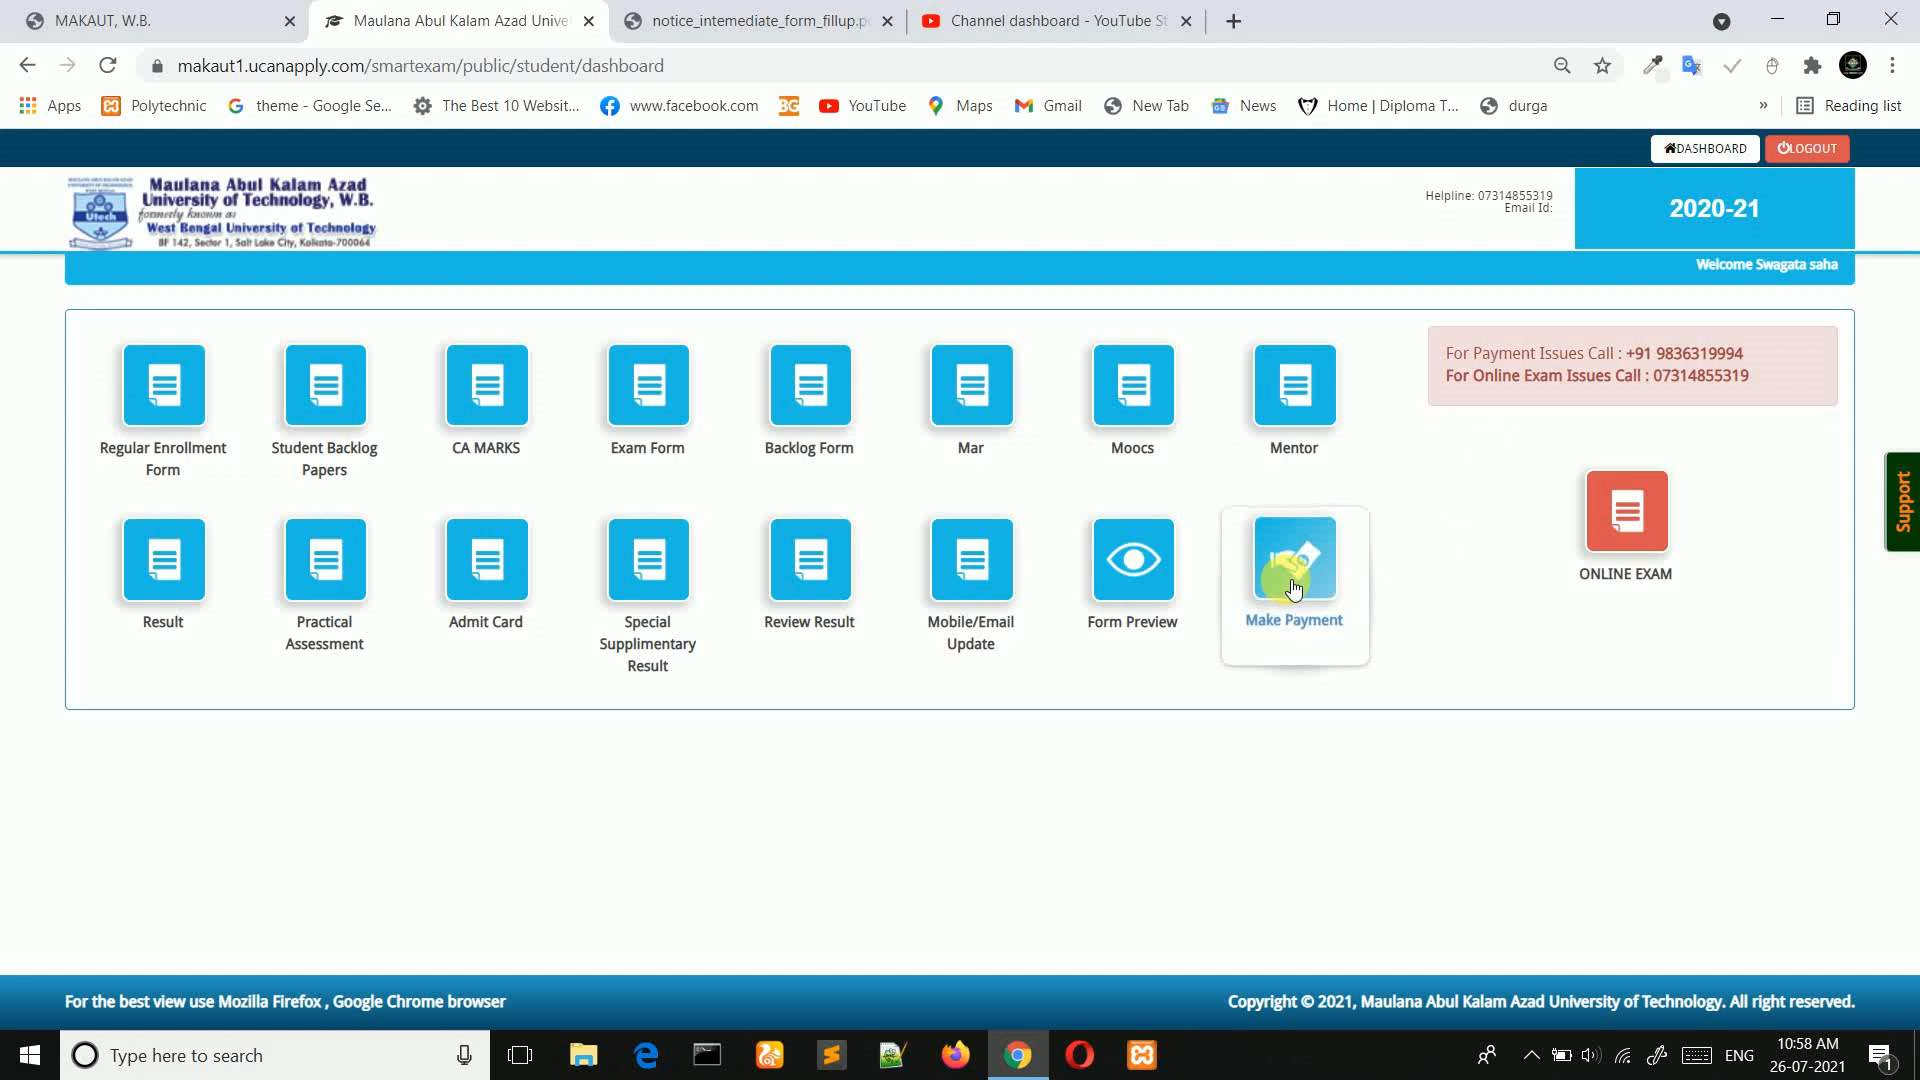 MAKAUT, W.B.
Maulana Abul Kalam Azad Unive
notice_intemediate_form_fillup.p
Channel dashboard - YouTube St
makaut1.ucanapply.com/smartexam/public/student/dashboard
Apps
Polytechnic
theme - Google Se...
The Best 10 Websit...
www.facebook.com
YouTube
Maps
Gmail
New Tab
News
Home | Diploma T...
durga
»
Reading list
DASHBOARD
LOGOUT
Maulana Abul Kalam Azad
University of Technology, W.B.
formerly known as
West Bengal University of Technology
BF 142, Sector 1, Salt Lake City, Kolkata-700064
Utech
Helpline: 07314855319
Email Id:
2020-21
Welcome Swagata saha
Regular Enrollment
Form
Student Backlog
Papers
CA MARKS
Exam Form
Backlog Form
Mar
Moocs
Mentor
For Payment Issues Call : +91 9836319994
For Online Exam Issues Call : 07314855319
Support
Result
Practical
Assessment
Admit Card
Special
Supplimentary
Result
Review Result
Mobile/Email
Update
Form Preview
Make Payment
ONLINE EXAM
For the best view use Mozilla Firefox , Google Chrome browser
Copyright © 2021, Maulana Abul Kalam Azad University of Technology. All right reserved.
Type here to search
ENG
10:58 AM
26-07-2021
1